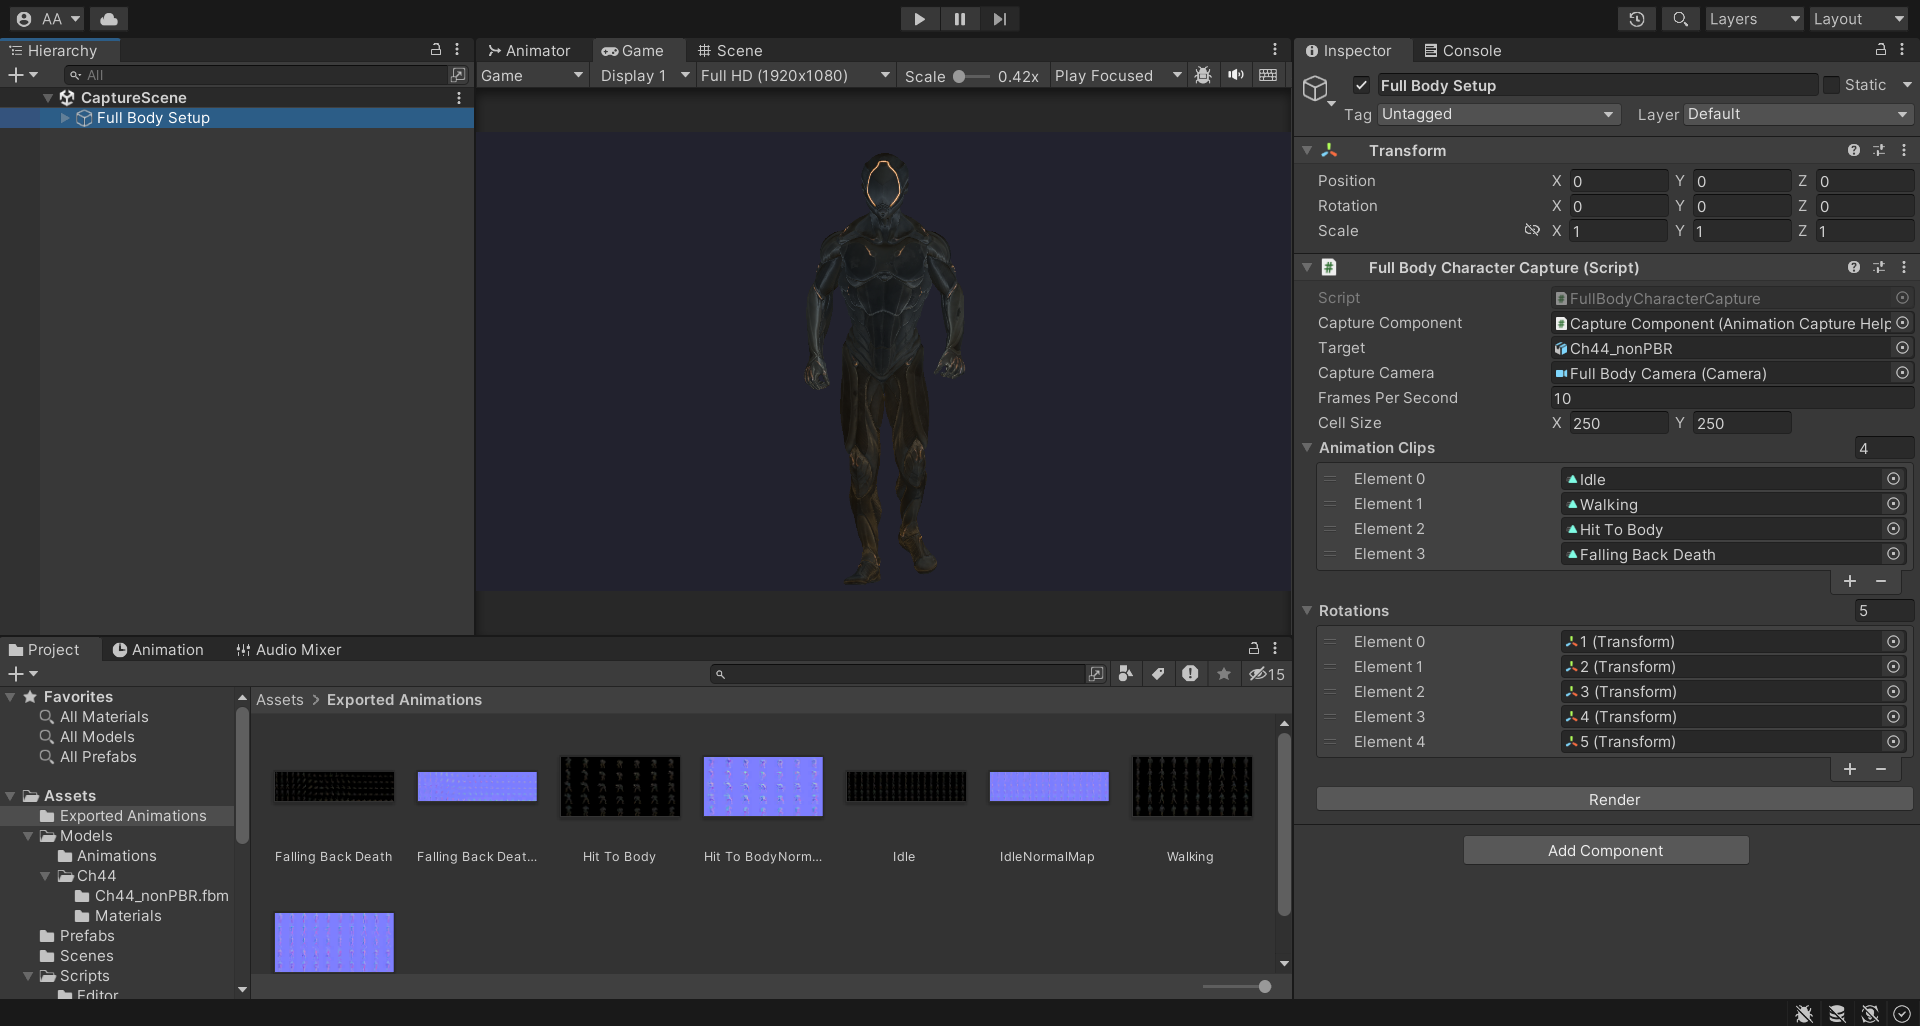 AA
Layers
Layout
Hierarchy
All
CaptureScene
Full Body Setup
Animator
Game
Scene
Game
Display 1
Full HD (1920x1080)
Scale
0.42x
Play Focused
Inspector
Console
Full Body Setup
Static
Tag
Untagged
Layer
Default
Transform
Position X 0 Y 0 Z 0
Rotation X 0 Y 0 Z 0
Scale X 1 Y 1 Z 1
Full Body Character Capture (Script)
Script FullBodyCharacterCapture
Capture Component Capture Component (Animation Capture Help
Target Ch44_nonPBR
Capture Camera Full Body Camera (Camera)
Frames Per Second 10
Cell Size X 250 Y 250
Animation Clips 4
Element 0 Idle
Element 1 Walking
Element 2 Hit To Body
Element 3 Falling Back Death
Rotations 5
Element 0 1 (Transform)
Element 1 2 (Transform)
Element 2 3 (Transform)
Element 3 4 (Transform)
Element 4 5 (Transform)
Render
Add Component
Project
Animation
Audio Mixer
15
Favorites
All Materials
All Models
All Prefabs
Assets
Exported Animations
Models
Animations
Ch44
Ch44_nonPBR.fbm
Materials
Prefabs
Scenes
Scripts
Editor
Assets > Exported Animations
Falling Back Death
Falling Back Deat...
Hit To Body
Hit To BodyNorm...
Idle
IdleNormalMap
Walking